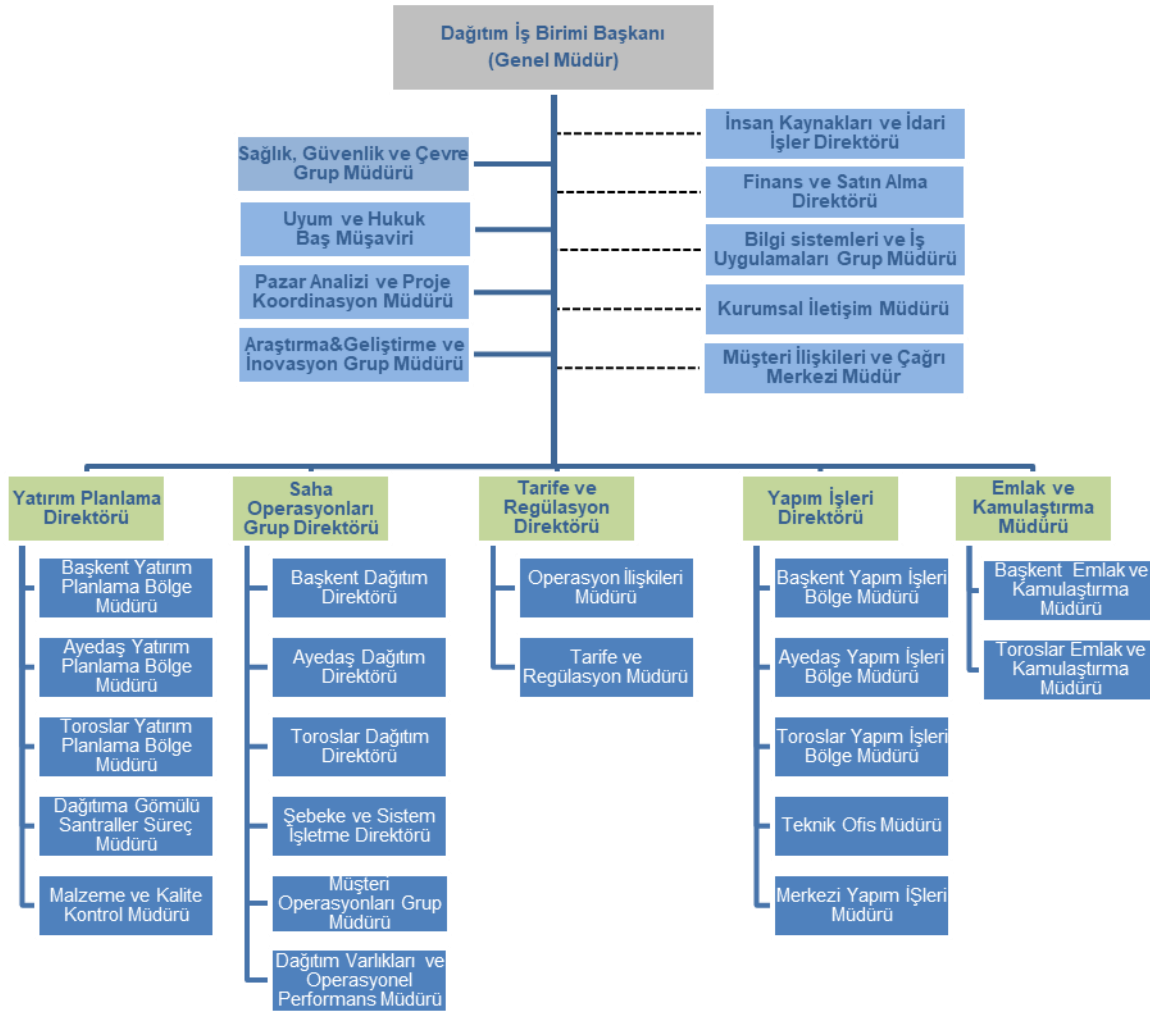 Dağıtım İş Birimi Başkanı
(Genel Müdür)
Sağlık, Güvenlik ve Çevre
Grup Müdürü
Uyum ve Hukuk
Baş Müşaviri
Pazar Analizi ve Proje
Koordinasyon Müdürü
Araştırma&Geliştirme ve
İnovasyon Grup Müdürü
İnsan Kaynakları ve İdari
İşler Direktörü
Finans ve Satın Alma
Direktörü
Bilgi sistemleri ve İş
Uygulamaları Grup Müdürü
Kurumsal İletişim Müdürü
Müşteri İlişkileri ve Çağrı
Merkezi Müdür
Yatırım Planlama
Direktörü
Başkent Yatırım
Planlama Bölge
Müdürü
Ayedaş Yatırım
Planlama Bölge
Müdürü
Toroslar Yatırım
Planlama Bölge
Müdürü
Dağıtıma Gömülü
Santraller Süreç
Müdürü
Malzeme ve Kalite
Kontrol Müdürü
Saha
Operasyonları
Grup Direktörü
Başkent Dağıtım
Direktörü
Ayedaş Dağıtım
Direktörü
Toroslar Dağıtım
Direktörü
Şebeke ve Sistem
İşletme Direktörü
Müşteri
Operasyonları Grup
Müdürü
Dağıtım Varlıkları ve
Operasyonel
Performans Müdürü
Tarife ve
Regülasyon
Direktörü
Operasyon İlişkileri
Müdürü
Tarife ve
Regülasyon Müdürü
Yapım İşleri
Direktörü
Başkent Yapım İşleri
Bölge Müdürü
Ayedaş Yapım İşleri
Bölge Müdürü
Toroslar Yapım İşleri
Bölge Müdürü
Teknik Ofis Müdürü
Merkezi Yapım İŞleri
Müdürü
Emlak ve
Kamulaştırma
Müdürü
Başkent Emlak ve
Kamulaştırma
Müdürü
Toroslar Emlak ve
Kamulaştırma
Müdürü